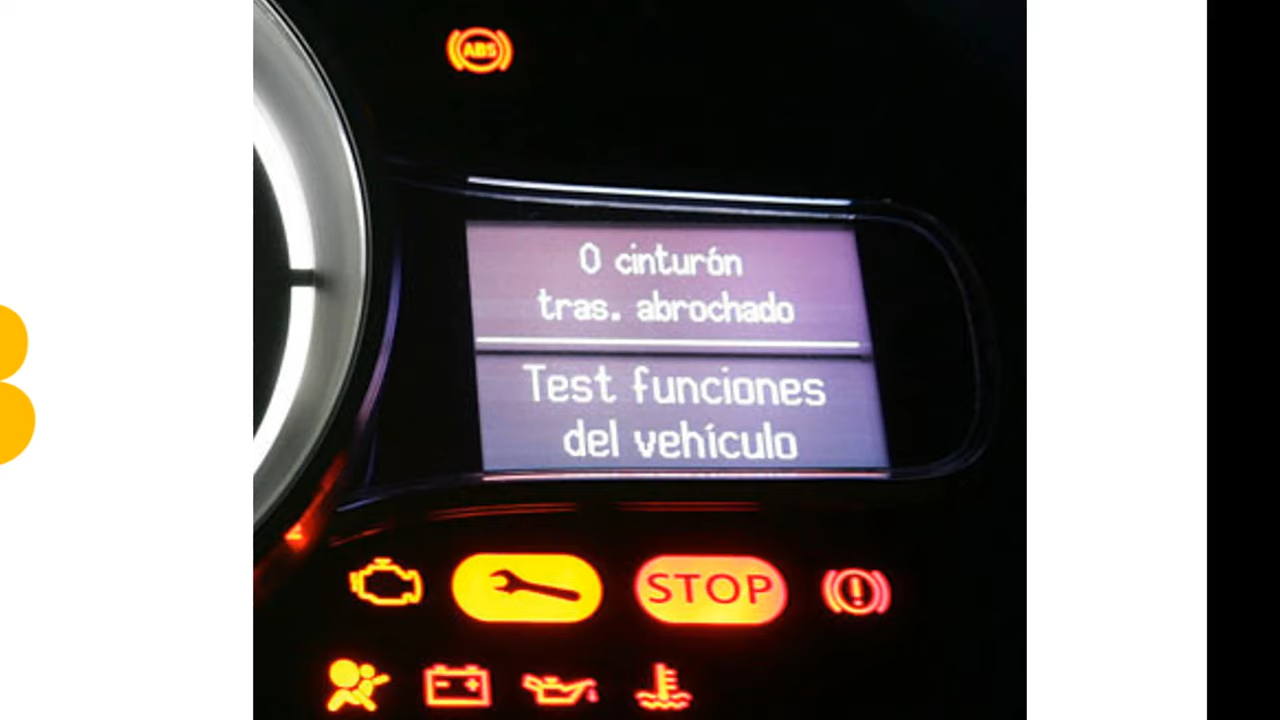 ABS
0 cinturón
tras. abrochado
Test funciones
del vehículo
STOP